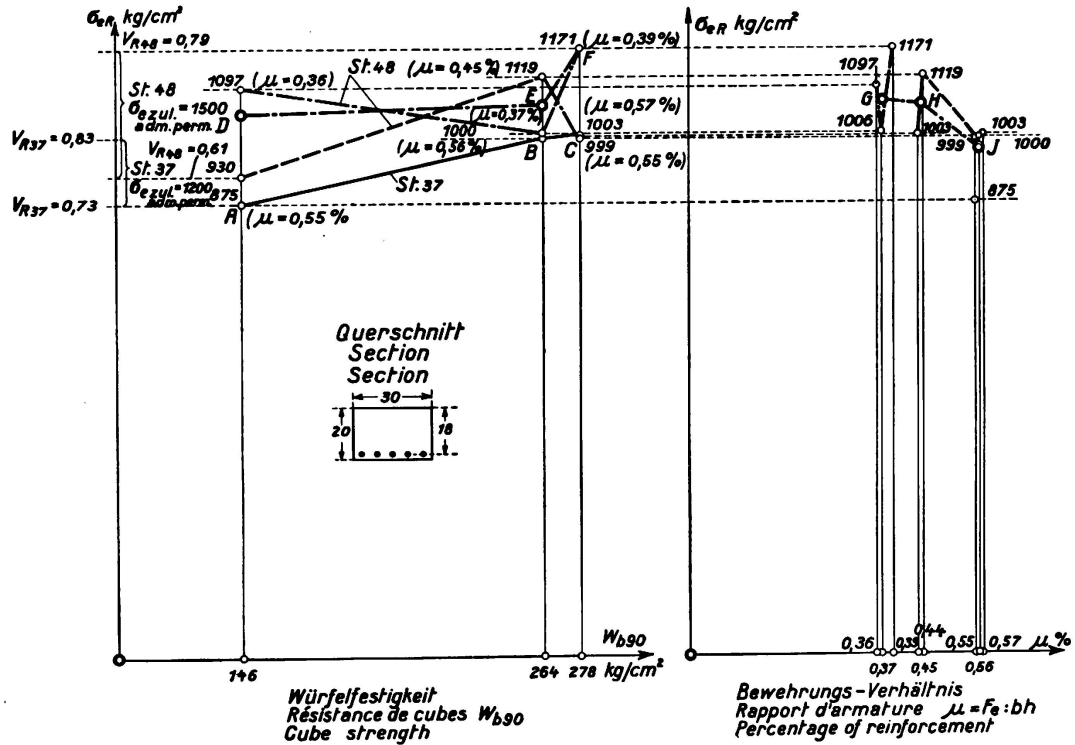 σeR kg/cm²
VR48 = 0,79
St. 48
σe zul. = 1500
adm. perm.
VR37 = 0,83
VR48 = 0,61
St. 37
σe zul. = 1200
adm. perm.
VR37 = 0,73
1097 (μ = 0,36)
D
930
875
A (μ = 0,55 %
St. 48
(μ = 0,45 %)
1119
E
(μ = 0,37 %)
1000
(μ = 0,36 %)
B
St. 37
1171 (μ = 0,39 %)
F
(μ = 0,57 %)
1003
C 999
(μ = 0,55 %)
Querschnitt
Section
Section
30
20
18
Wb90
146
264
278
kg/cm²
Würfelfestigkeit
Résistance de cubes Wb90
Cube strength
σeR kg/cm²
1171
1097
1119
G
H
1006
1003
1003
999
J
1000
875
0,36
0,37
0,39
0,44
0,45
0,55
0,56
0,57
μ %
Bewehrungs-Verhältnis
Rapport d'armature μ = Fe : bh
Percentage of reinforcement